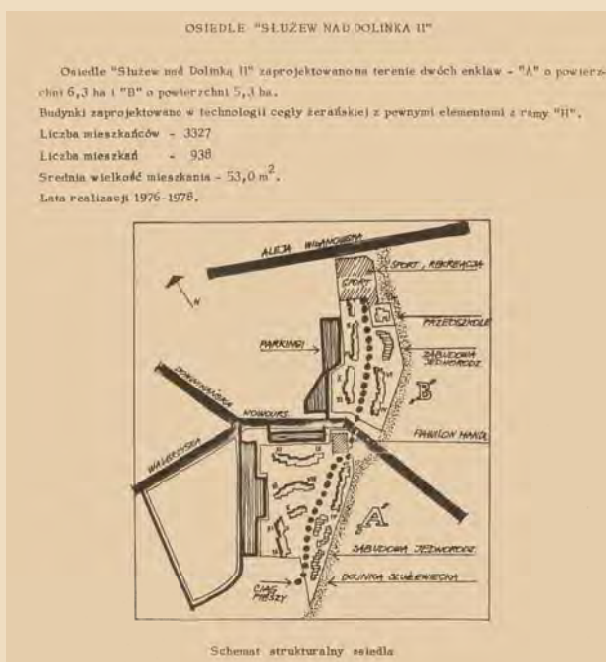 OSIEDLE "SŁUŻEW NAD DOLINKA II"
Osiedle "Służew nad Dolinką II" zaprojektowano na terenie dwóch enklaw - "A" o powierz-
chni 6,3 ha i "B" o powierzchni 5,3 ha.
Budynki zaprojektowane w technologii cegły żerańskiej z pewnymi elementami z ramy "H".
Liczba mieszkańców - 3327
Liczba mieszkań - 938
Średnia wielkość mieszkania - 53,0 m².
Lata realizacji 1976-1978.
ALEJA WILANOWSKA
SPORT, REKREACJA
SPORT
N
PRZEDSZKOLE
PARKINGI
ZABUDOWA
JEDNORODZ.
"B"
NOWOURS.
WAŁBRZYSKA
PAWILON HANDL.
"A"
ZABUDOWA JEDNORODZ.
DOLINKA SŁUŻEWIECKA
CIĄG
PIESZY
Schemat strukturalny osiedla